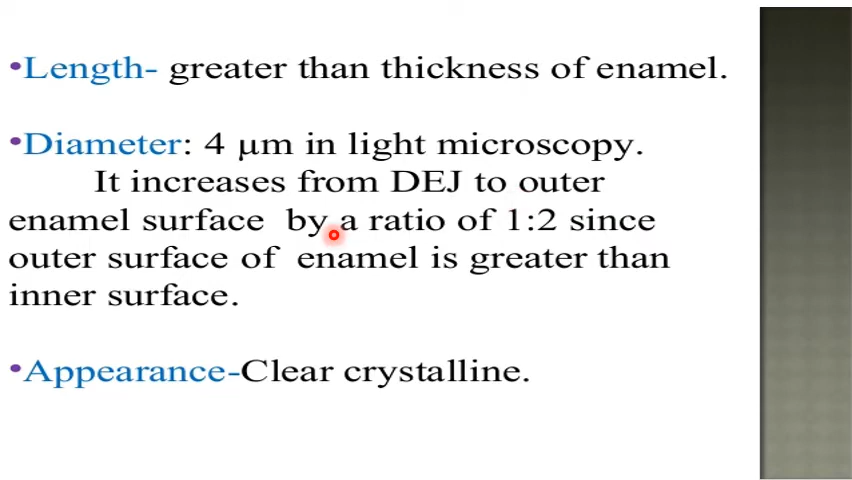 •Length- greater than thickness of enamel.
•Diameter: 4 μm in light microscopy.
It increases from DEJ to outer
enamel surface by a ratio of 1:2 since
outer surface of enamel is greater than
inner surface.
•Appearance-Clear crystalline.